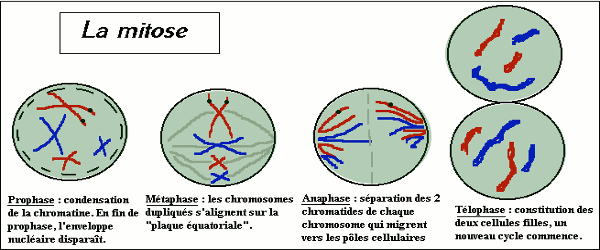 La mitose
Prophase : condensation
de la chromatine. En fin de
prophase, l'enveloppe
nucléaire disparaît.
Métaphase : les chromosomes
dupliqués s'alignent sur la
"plaque équatoriale".
Anaphase : séparation des 2
chromatides de chaque
chromosome qui migrent
vers les pôles cellulaires
Télophase : constitution des
deux cellules filles, un
nouveau cycle commence.